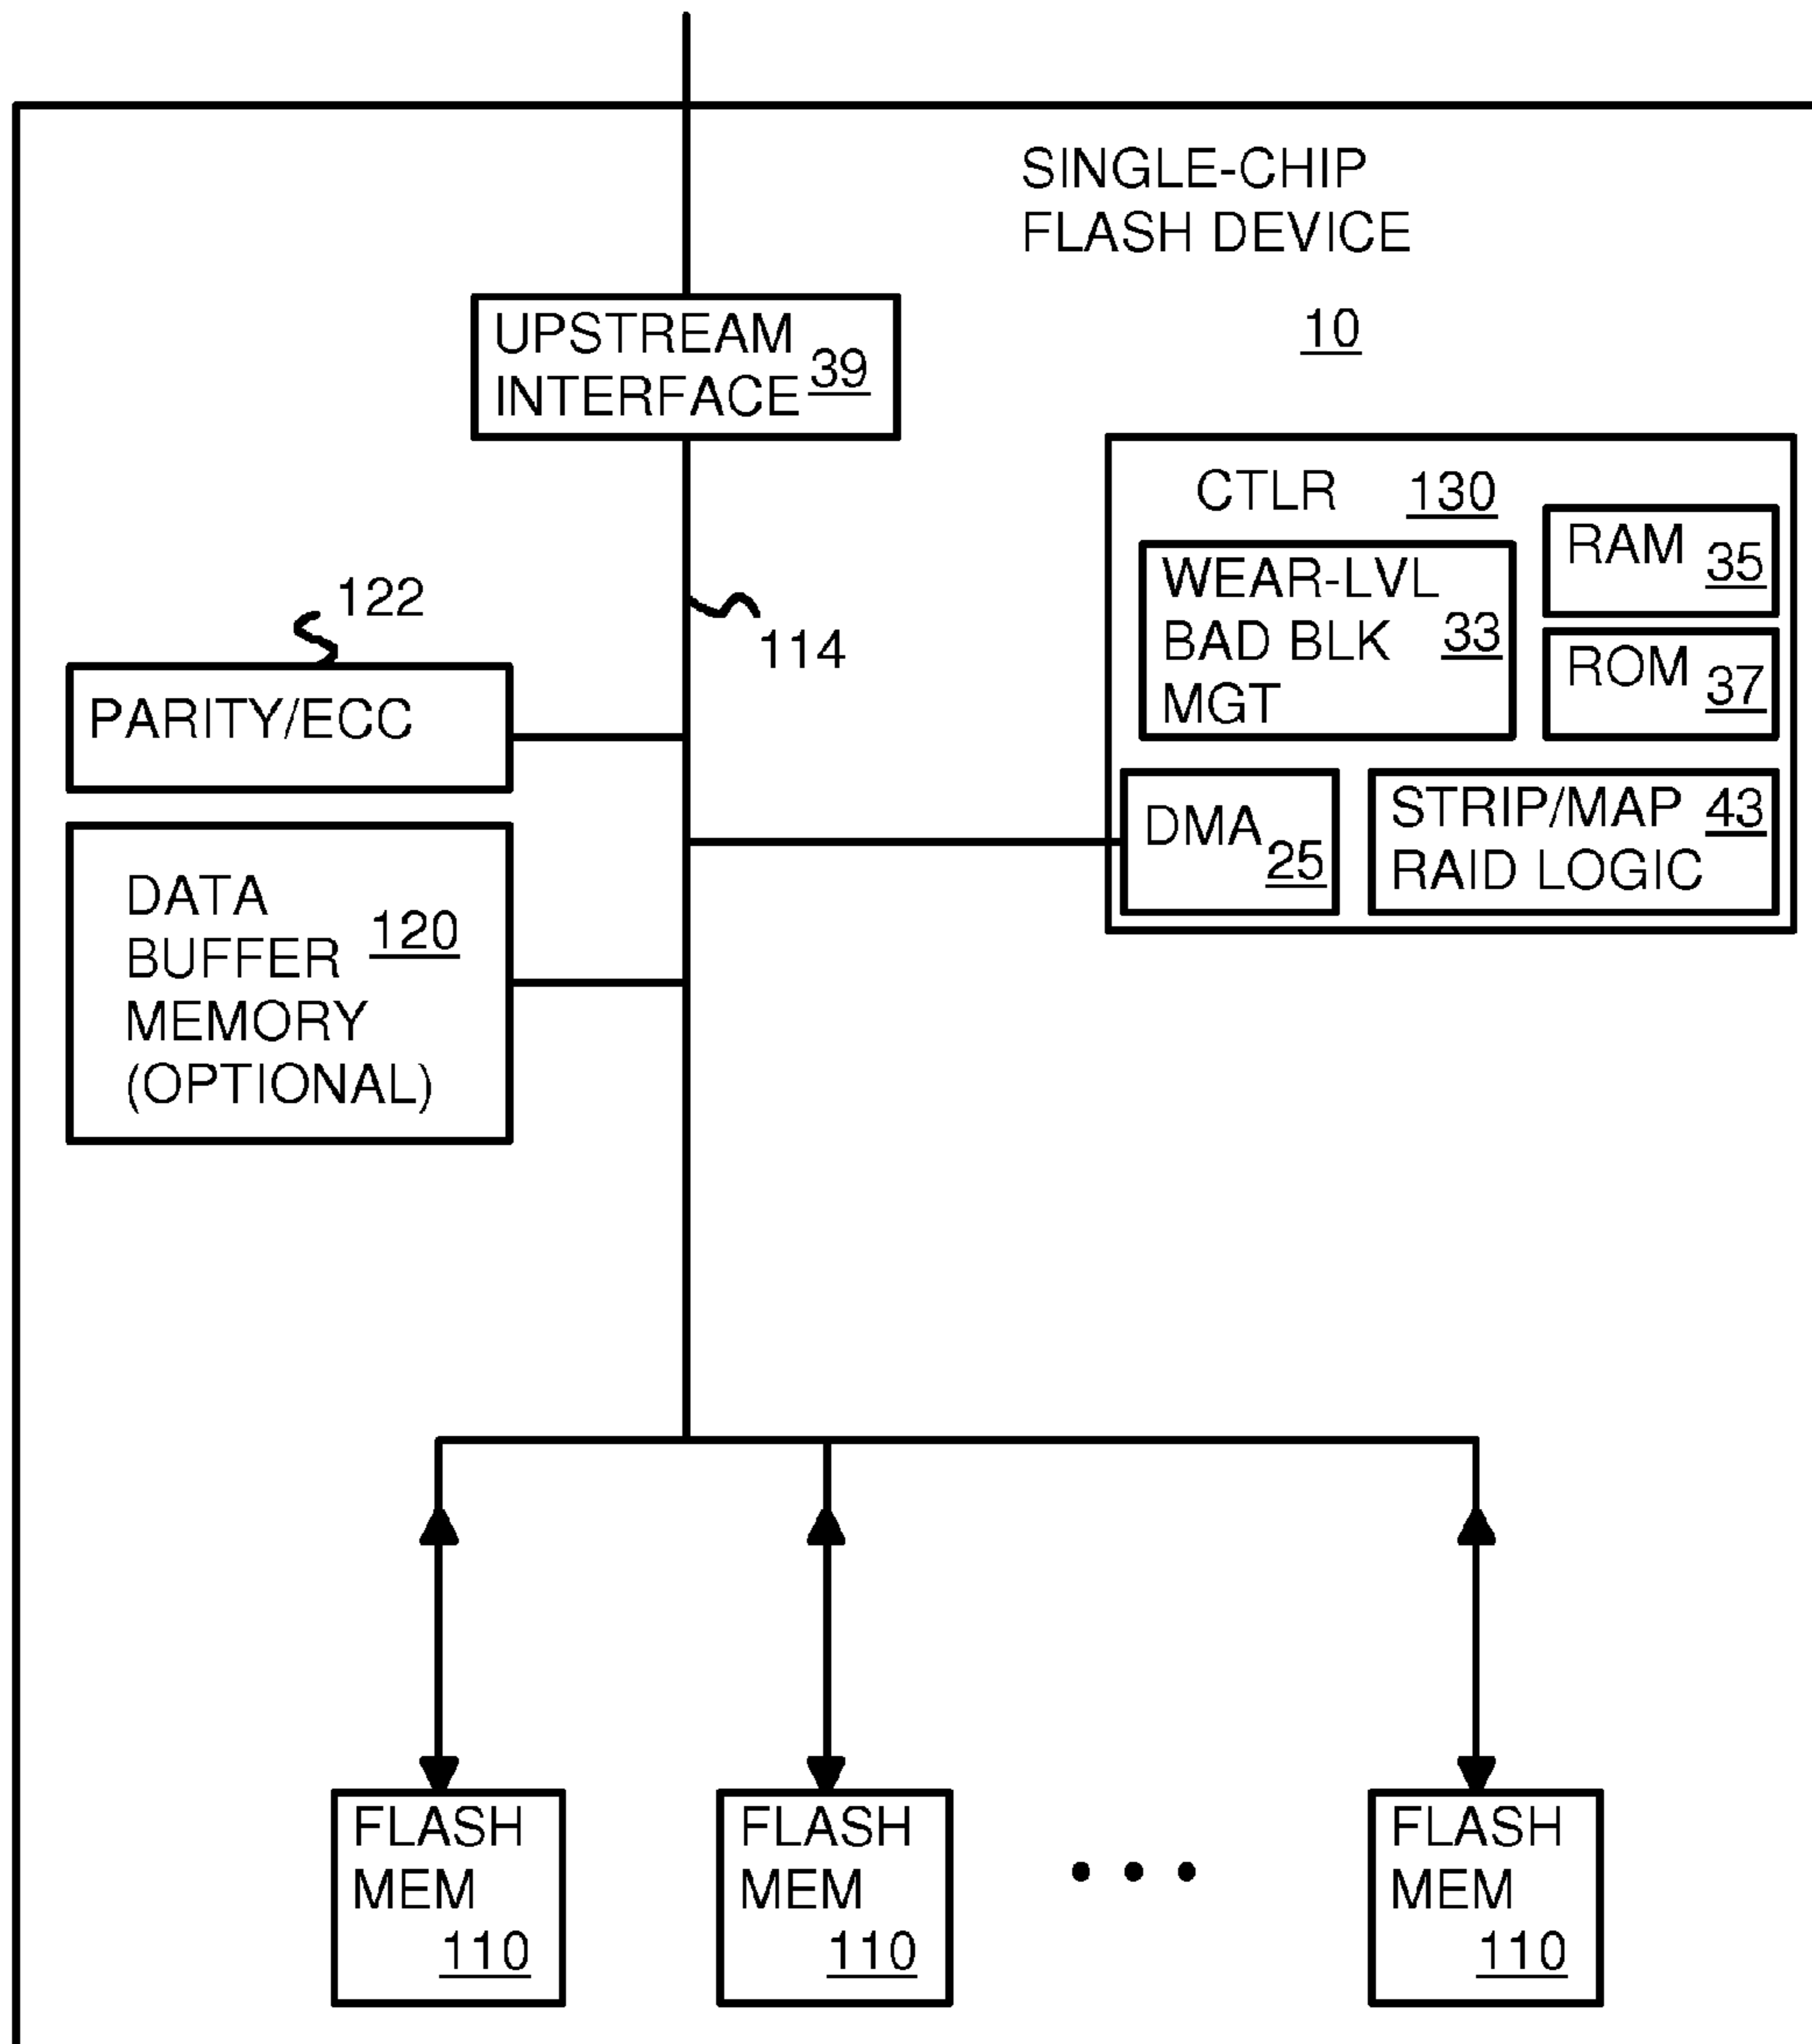 SINGLE-CHIP
FLASH DEVICE
10
UPSTREAM
INTERFACE 39
CTLR 130
WEAR-LVL
BAD BLK 33
MGT
RAM 35
ROM 37
DMA 25
STRIP/MAP 43
RAID LOGIC
114
122
PARITY/ECC
DATA
BUFFER 120
MEMORY
(OPTIONAL)
FLASH
MEM
110
FLASH
MEM
110
• • •
FLASH
MEM
110